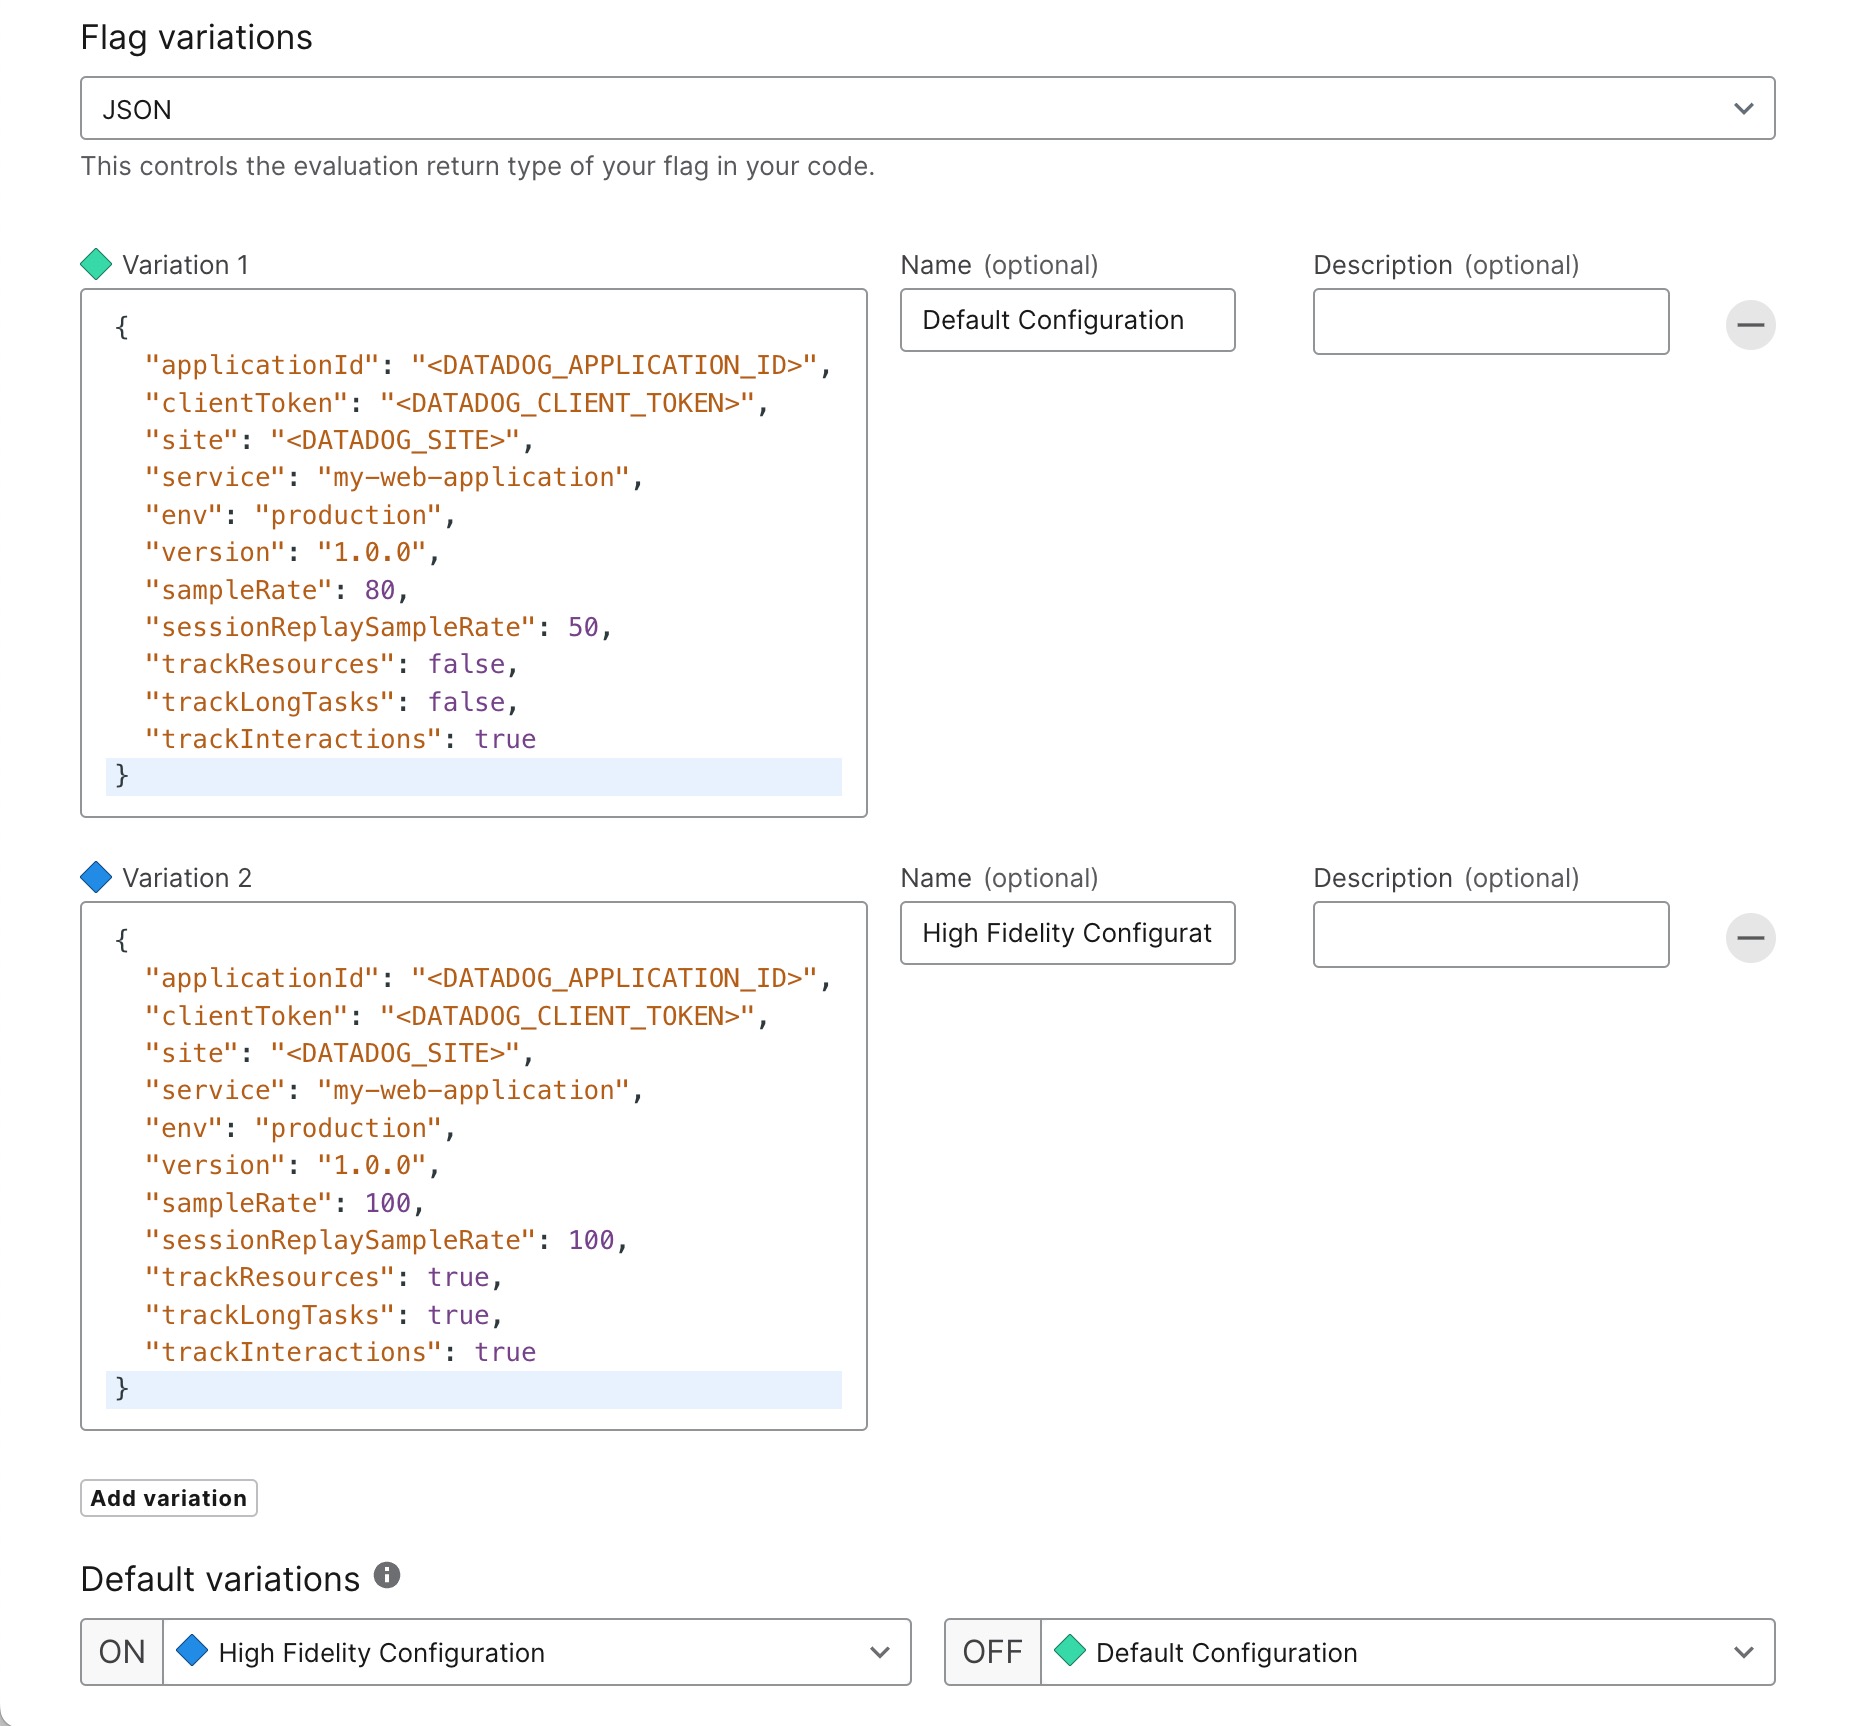 Flag variations
JSON
This controls the evaluation return type of your flag in your code.
Variation 1
Name (optional)
Description (optional)
{
"applicationId": "<DATADOG_APPLICATION_ID>",
"clientToken": "<DATADOG_CLIENT_TOKEN>",
"site": "<DATADOG_SITE>",
"service": "my-web-application",
"env": "production",
"version": "1.0.0",
"sampleRate": 80,
"sessionReplaySampleRate": 50,
"trackResources": false,
"trackLongTasks": false,
"trackInteractions": true
}
Default Configuration
Variation 2
Name (optional)
Description (optional)
{
"applicationId": "<DATADOG_APPLICATION_ID>",
"clientToken": "<DATADOG_CLIENT_TOKEN>",
"site": "<DATADOG_SITE>",
"service": "my-web-application",
"env": "production",
"version": "1.0.0",
"sampleRate": 100,
"sessionReplaySampleRate": 100,
"trackResources": true,
"trackLongTasks": true,
"trackInteractions": true
}
High Fidelity Configurat
Add variation
Default variations
ON High Fidelity Configuration
OFF Default Configuration